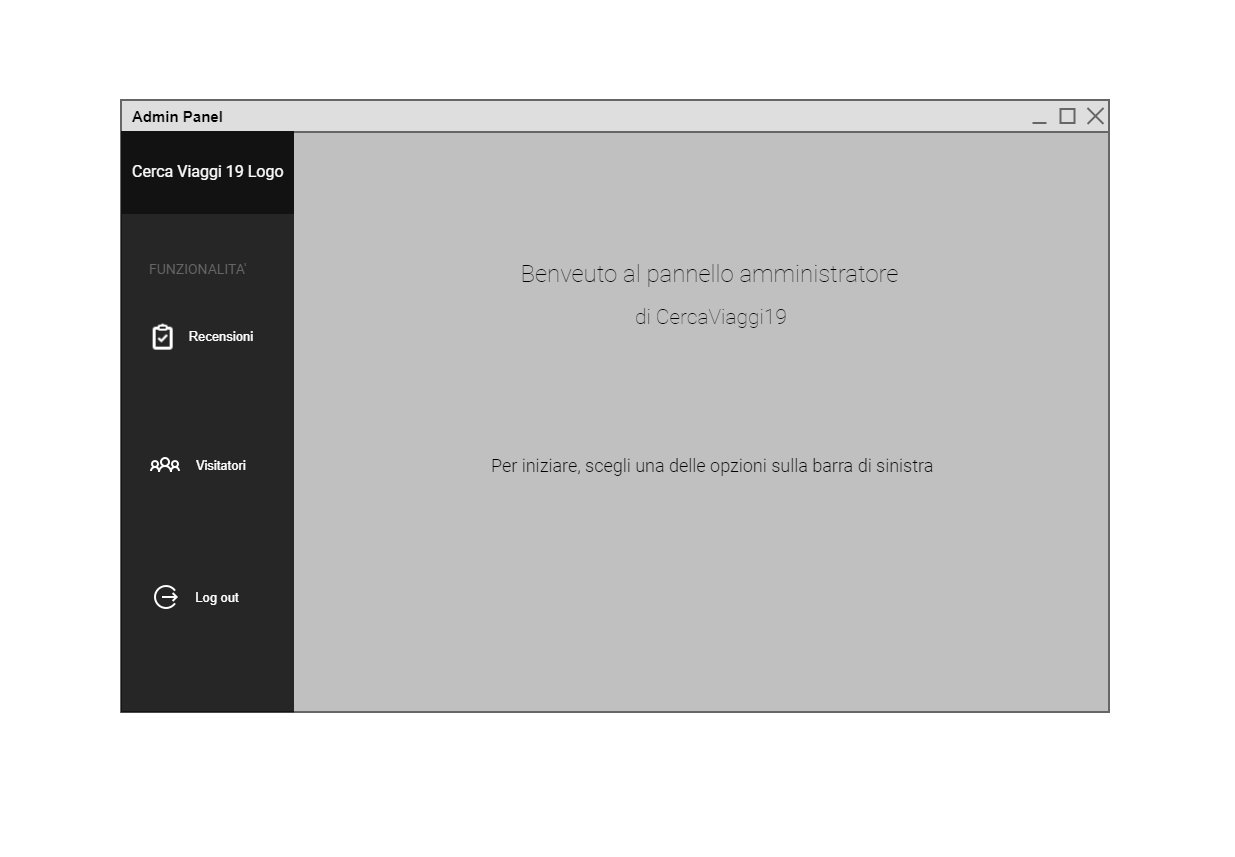 Admin Panel
Cerca Viaggi 19 Logo
FUNZIONALITA'
Recensioni
Visitatori
Log out
Benveuto al pannello amministratore
di CercaViaggi19
Per iniziare, scegli una delle opzioni sulla barra di sinistra